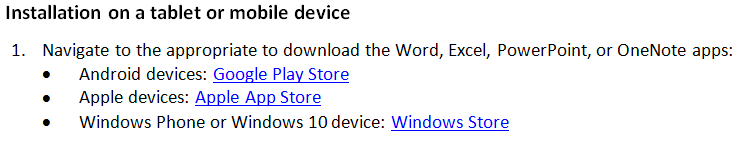 Installation on a tablet or mobile device
1. Navigate to the appropriate to download the Word, Excel, PowerPoint, or OneNote apps:
• Android devices: Google Play Store
• Apple devices: Apple App Store
• Windows Phone or Windows 10 device: Windows Store